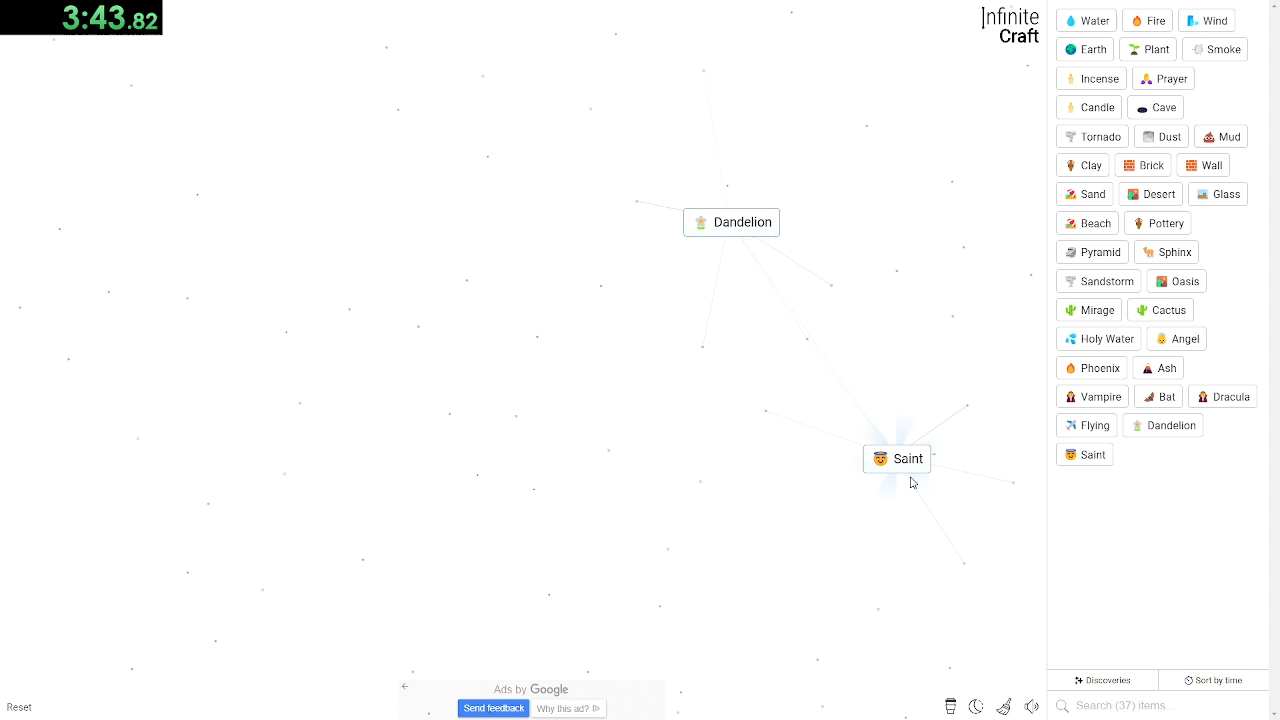 3:43.82
Infinite
Craft
Water
Fire
Wind
Earth
Plant
Smoke
Incense
Prayer
Candle
Cave
Tornado
Dust
Mud
Clay
Brick
Wall
Sand
Desert
Glass
Beach
Pottery
Pyramid
Sphinx
Sandstorm
Oasis
Mirage
Cactus
Holy Water
Angel
Phoenix
Ash
Vampire
Bat
Dracula
Flying
Dandelion
Saint
Dandelion
Saint
Discoveries
Sort by time
Search (37) items...
Reset
Ads by Google
Send feedback
Why this ad?